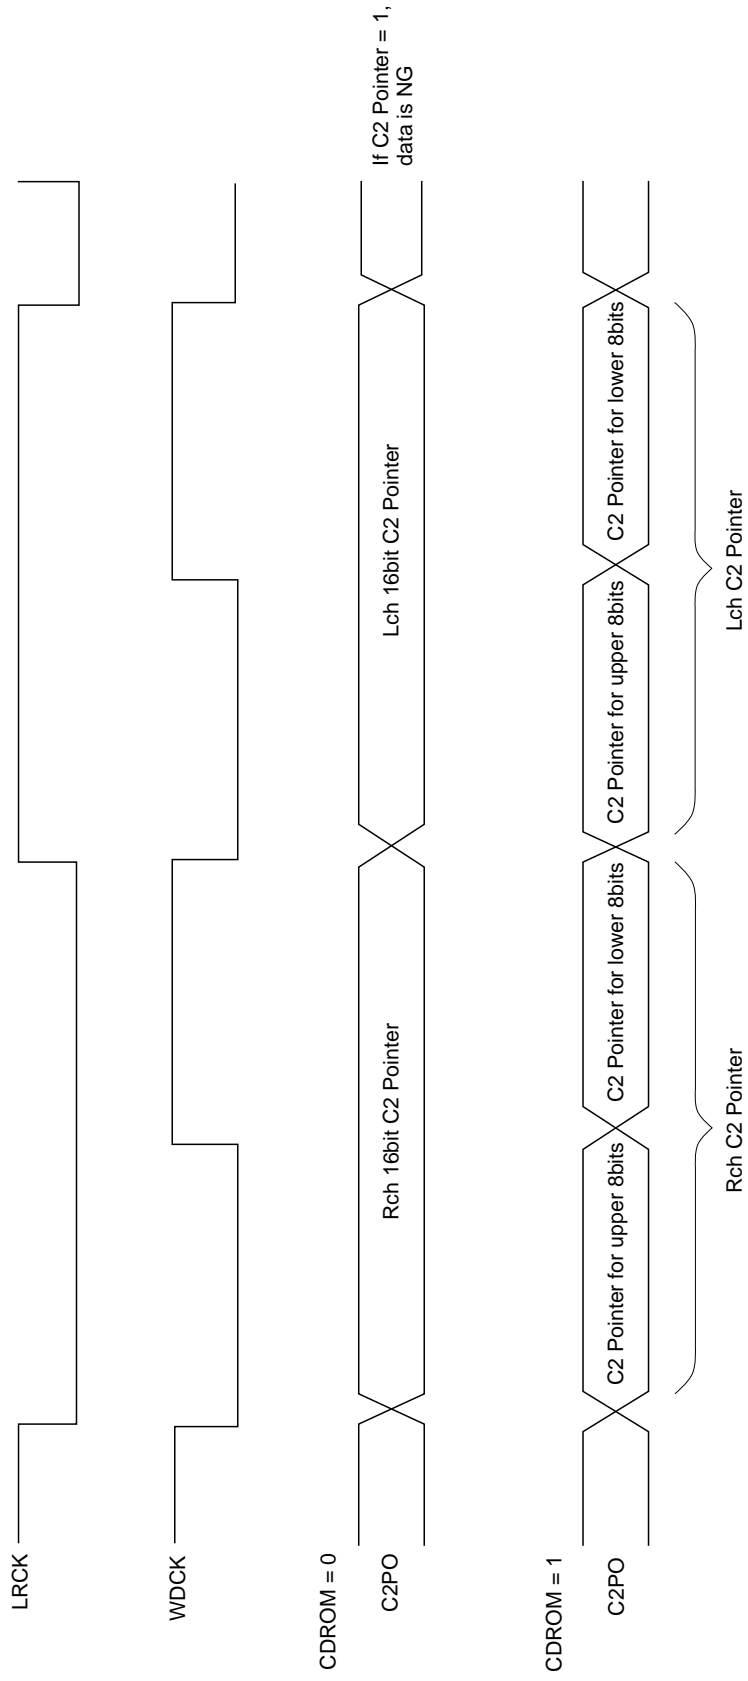 LRCK
WDCK
CDROM = 0
C2PO
Rch 16bit C2 Pointer
Lch 16bit C2 Pointer
If C2 Pointer = 1,
data is NG
CDROM = 1
C2PO
C2 Pointer for upper 8bits
C2 Pointer for lower 8bits
C2 Pointer for upper 8bits
C2 Pointer for lower 8bits
Rch C2 Pointer
Lch C2 Pointer